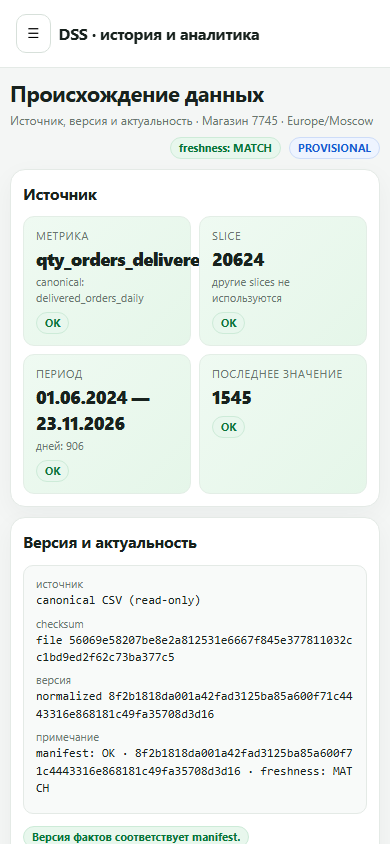 ☰ DSS · история и аналитика
Происхождение данных
Источник, версия и актуальность · Магазин 7745 · Europe/Moscow
freshness: MATCH PROVISIONAL
Источник
МЕТРИКА
qty_orders_delivere
canonical:
delivered_orders_daily
OK
SLICE
20624
другие slices не
используются
OK
ПЕРИОД
01.06.2024 —
23.11.2026
дней: 906
OK
ПОСЛЕДНЕЕ ЗНАЧЕНИЕ
1545
OK
Версия и актуальность
источник
canonical CSV (read-only)
checksum
file 56069e58207be8e2a812531e6667f845e377811032c
c1bd9ed2f62c73ba377c5
версия
normalized 8f2b1818da001a42fad3125ba85a600f71c44
43316e868181c49fa35708d3d16
примечание
manifest: OK · 8f2b1818da001a42fad3125ba85a600f7
1c4443316e868181c49fa35708d3d16 · freshness: MAT
CH
Версия фактов соответствует manifest.